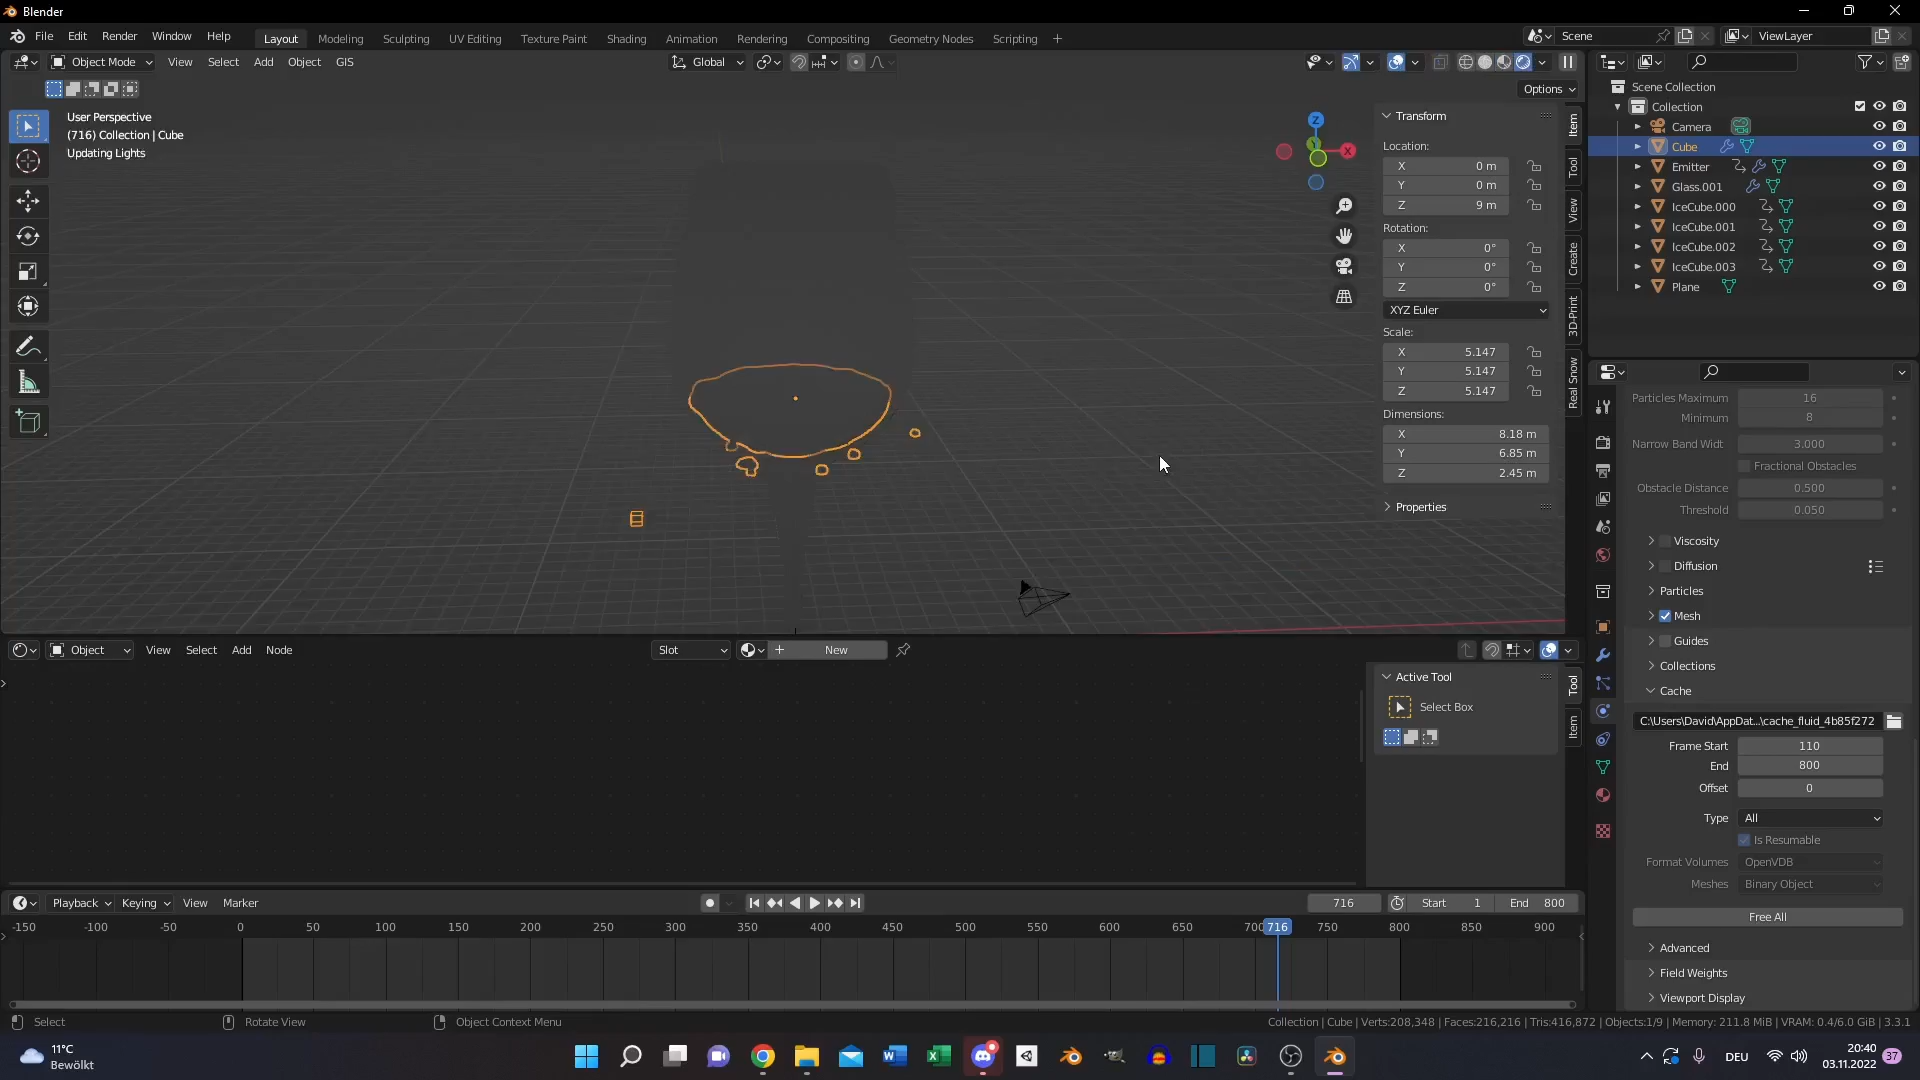 Blender
File Edit Render Window Help
Layout Modeling Sculpting UV Editing Texture Paint Shading Animation Rendering Compositing Geometry Nodes Scripting +
Scene
ViewLayer
Object Mode View Select Add Object GIS
Global
Options
User Perspective
(716) Collection | Cube
Updating Lights
Z
X
Y
Transform
Location:
X 0 m
Y 0 m
Z 9 m
Rotation:
X 0°
Y 0°
Z 0°
XYZ Euler
Scale:
X 5.147
Y 5.147
Z 5.147
Dimensions:
X 8.18 m
Y 6.85 m
Z 2.45 m
Properties
Item
Tool
View
Create
3D-Print
Real Snow
Scene Collection
Collection
Camera
Cube
Emitter
Glass.001
IceCube.000
IceCube.001
IceCube.002
IceCube.003
Plane
Particles Maximum 16
Minimum 8
Narrow Band Widt 3.000
Fractional Obstacles
Obstacle Distance 0.500
Threshold 0.050
Viscosity
Diffusion
Particles
Mesh
Guides
Collections
Cache
C:\Users\David\AppDat...\cache_fluid_4b85f272
Frame Start 110
End 800
Offset 0
Type All
Is Resumable
Format Volumes OpenVDB
Meshes Binary Object
Free All
Advanced
Field Weights
Viewport Display
Object View Select Add Node
Slot
New
Active Tool
Select Box
Tool
Item
Playback Keying View Marker
716 Start 1 End 800
-150 -100 -50 0 50 100 150 200 250 300 350 400 450 500 550 600 650 700 716 750 800 850 900
Select Rotate View Object Context Menu
Collection | Cube | Verts:208,348 | Faces:216,216 | Tris:416,872 | Objects:1/9 | Memory: 211.8 MiB | VRAM: 0.4/6.0 GiB | 3.3.1
11°C
Bewölkt
DEU
20:40
03.11.2022
37